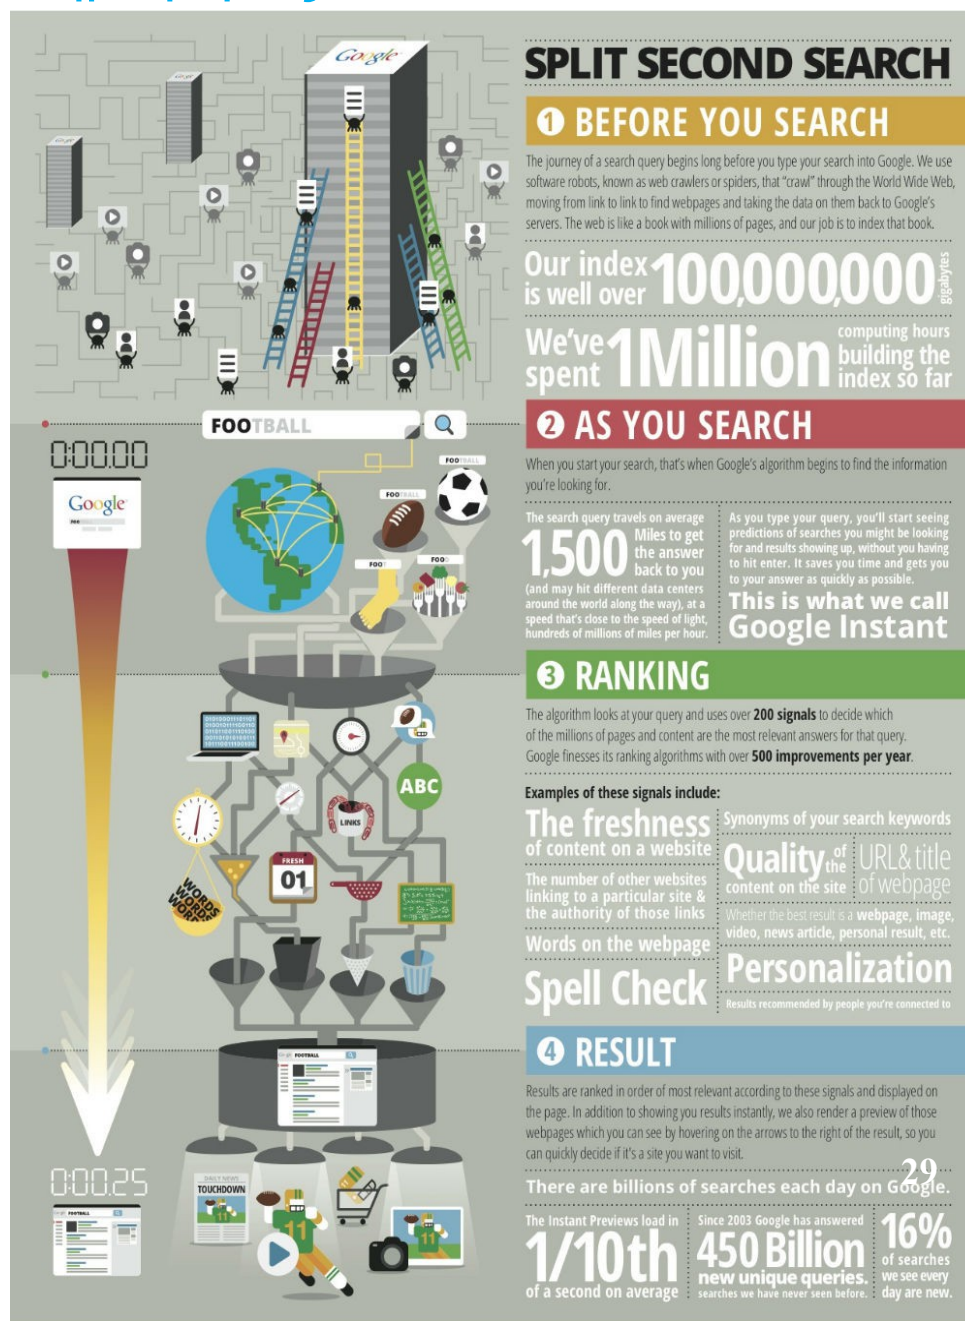 SPLIT SECOND SEARCH
1 BEFORE YOU SEARCH
The journey of a search query begins long before you type your search into Google. We use
software robots, known as web crawlers or spiders, that “crawl” through the World Wide Web,
moving from link to link to find webpages and taking the data on them back to Google's
servers. The web is like a book with millions of pages, and our job is to index that book.
Our index
is well over
100,000,000
gigabytes
We've
spent
1Million
computing hours
building the
index so far
Google
FOOTBALL
2 AS YOU SEARCH
When you start your search, that's when Google's algorithm begins to find the information
you're looking for.
The search query travels on average
1,500
Miles to get
the answer
back to you
(and may hit different data centers
around the world along the way), at a
speed that's close to the speed of light,
hundreds of millions of miles per hour.
As you type your query, you'll start seeing
predictions of searches you might be looking
for and results showing up, without you having
to hit enter. It saves you time and gets you
to your answer as quickly as possible.
This is what we call
Google Instant
0:00.00
Google
FOO
FOOTBALL
FOOTBALL
FOOT
FOOD
3 RANKING
The algorithm looks at your query and uses over 200 signals to decide which
of the millions of pages and content are the most relevant answers for that query.
Google finesses its ranking algorithms with over 500 improvements per year.
Examples of these signals include:
The freshness
of content on a website
The number of other websites
linking to a particular site &
the authority of those links
Words on the webpage
Spell Check
Synonyms of your search keywords
Quality of the
content on the site
URL & title
of webpage
Whether the best result is a webpage, image,
video, news article, personal result, etc.
Personalization
Results recommended by people you're connected to
ABC
LINKS
FRESH
01
WORDS
WORDS
WORDS
4 RESULT
Results are ranked in order of most relevant according to these signals and displayed on
the page. In addition to showing you results instantly, we also render a preview of those
webpages which you can see by hovering on the arrows to the right of the result, so you
can quickly decide if it's a site you want to visit.
There are billions of searches each day on Google.
29
The Instant Previews load in
1/10th
of a second on average
Since 2003 Google has answered
450 Billion
new unique queries.
searches we have never seen before.
16%
of searches
we see every
day are new.
FOOTBALL
0:00.25
FOOTBALL
DAILY NEWS
TOUCHDOWN
11
11